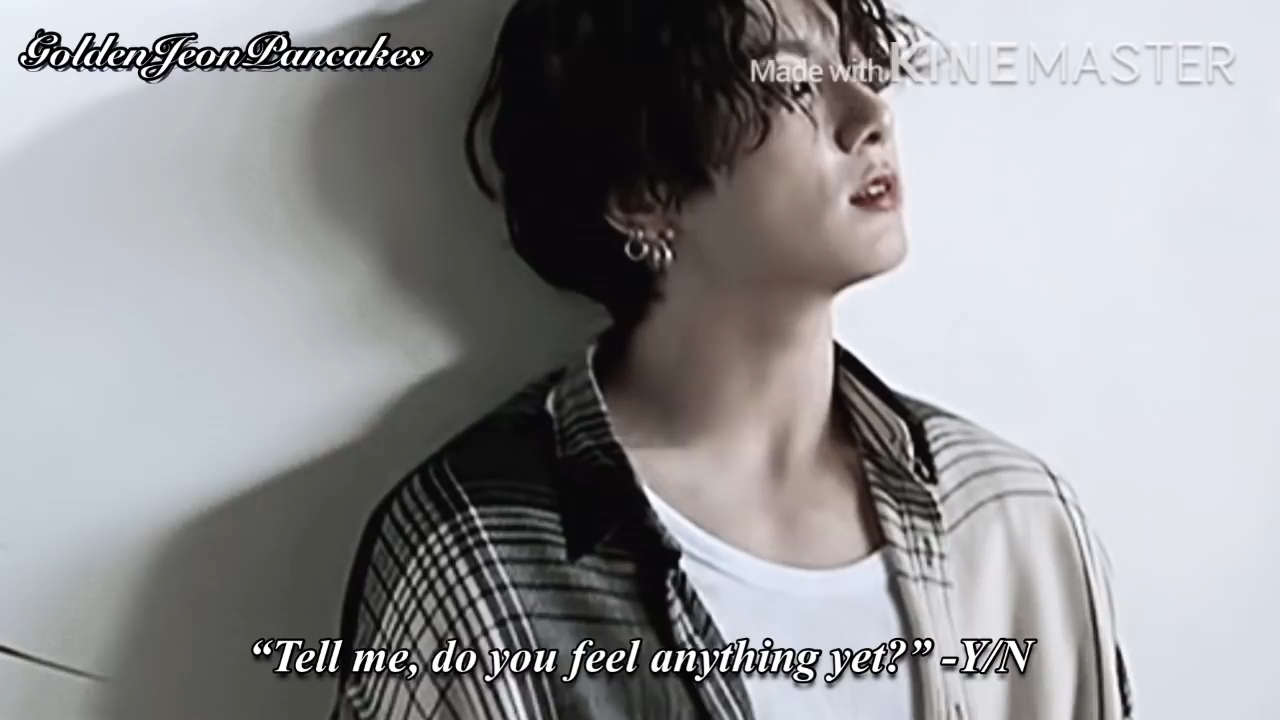 GoldenJeonPancakes
Made with KINEMASTER
“Tell me, do you feel anything yet?” -Y/N